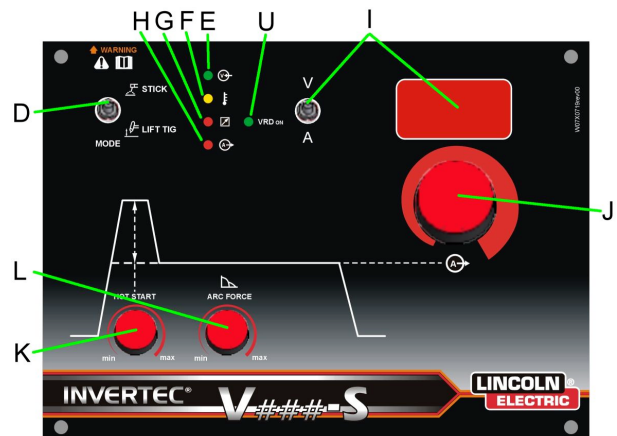 H G F E U I
WARNING
D
STICK
LIFT TIG
MODE
V
VRD ON
V
A
A
W07X0719rev00
J
A
L
HOT START
ARC FORCE
K
min
max
min
max
INVERTEC®
V###-S
LINCOLN ®
ELECTRIC